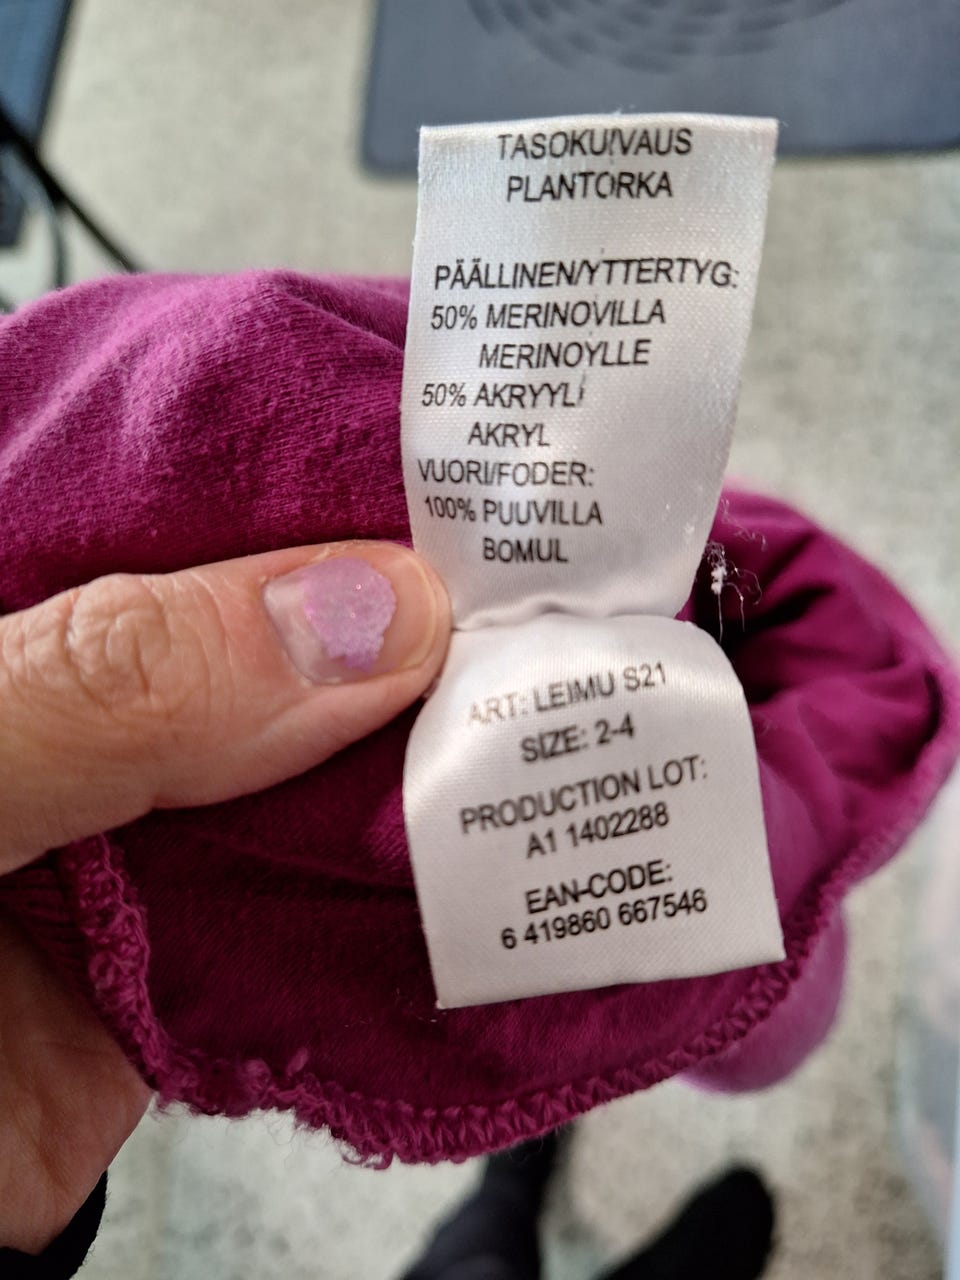 TASOKUIVAUS
PLANTORKA
PÄÄLLINEN/YTTERTYG:
50% MERINOVILLA
MERINOYLLE
50% AKRYYLI
AKRYL
VUORI/FODER:
100% PUUVILLA
BOMUL
ART: LEIMU S21
SIZE: 2-4
PRODUCTION LOT:
A1 1402288
EAN-CODE:
6 419860 667546